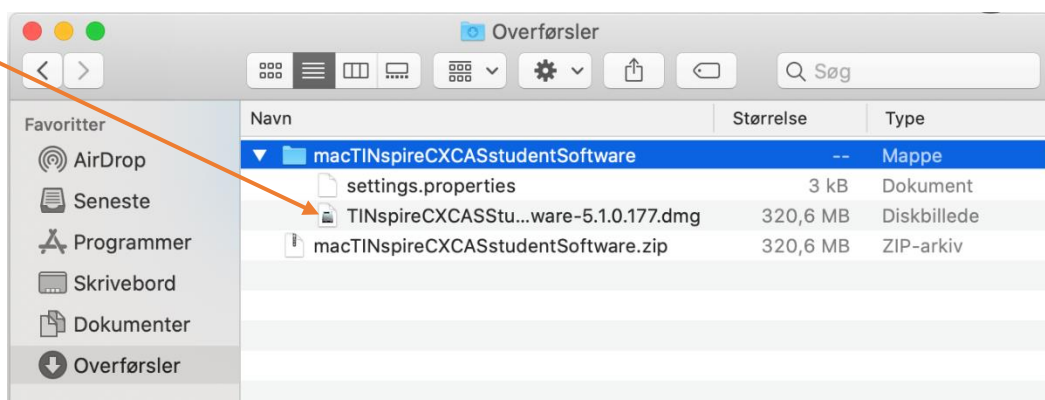 Overførsler
Søg
Favoritter
AirDrop
Seneste
Programmer
Skrivebord
Dokumenter
Overførsler
Navn Størrelse Type
macTINspireCXCASstudentSoftware -- Mappe
settings.properties 3 kB Dokument
TINspireCXCASStu...ware-5.1.0.177.dmg 320,6 MB Diskbillede
macTINspireCXCASstudentSoftware.zip 320,6 MB ZIP-arkiv